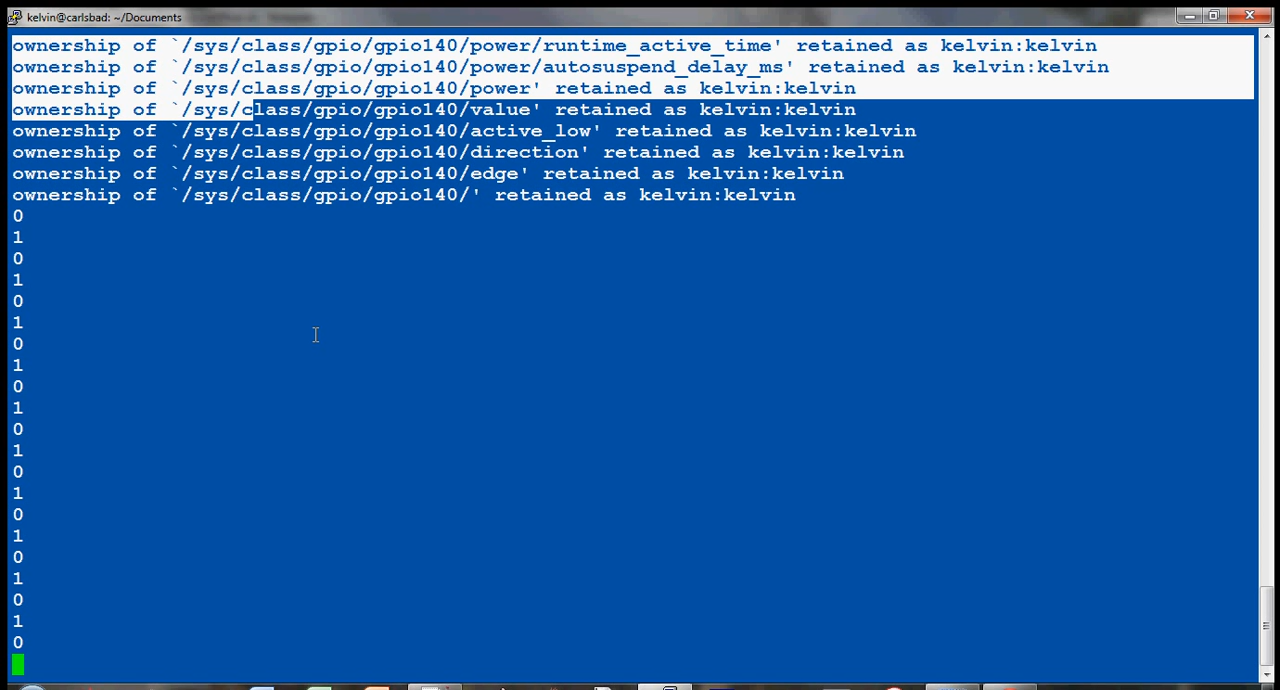 kelvin@carlsbad: ~/Documents
ownership of `/sys/class/gpio/gpio140/power/runtime_active_time' retained as kelvin:kelvin
ownership of `/sys/class/gpio/gpio140/power/autosuspend_delay_ms' retained as kelvin:kelvin
ownership of `/sys/class/gpio/gpio140/power' retained as kelvin:kelvin
ownership of `/sys/class/gpio/gpio140/value' retained as kelvin:kelvin
ownership of `/sys/class/gpio/gpio140/active_low' retained as kelvin:kelvin
ownership of `/sys/class/gpio/gpio140/direction' retained as kelvin:kelvin
ownership of `/sys/class/gpio/gpio140/edge' retained as kelvin:kelvin
ownership of `/sys/class/gpio/gpio140/' retained as kelvin:kelvin
0
1
0
1
0
1
0
1
0
1
0
1
0
1
0
1
0
1
0
1
0